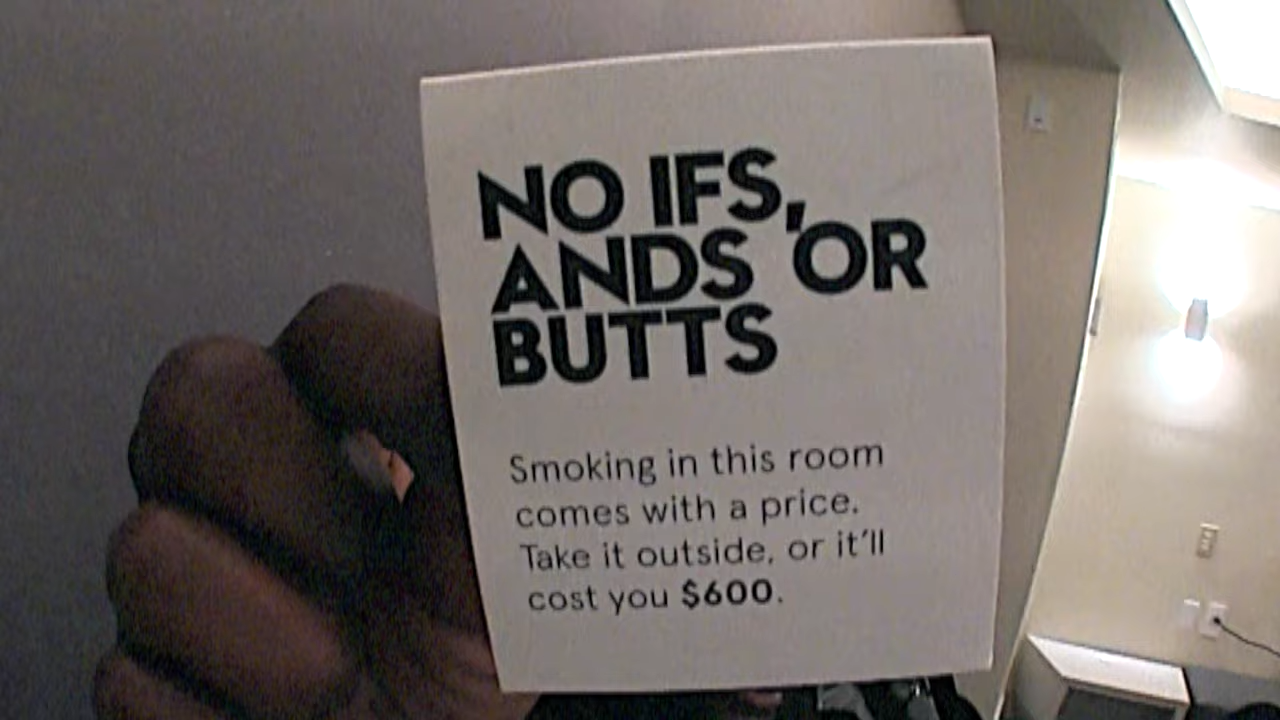 NO IFS,
ANDS OR
BUTTS
Smoking in this room
comes with a price.
Take it outside, or it'll
cost you $600.